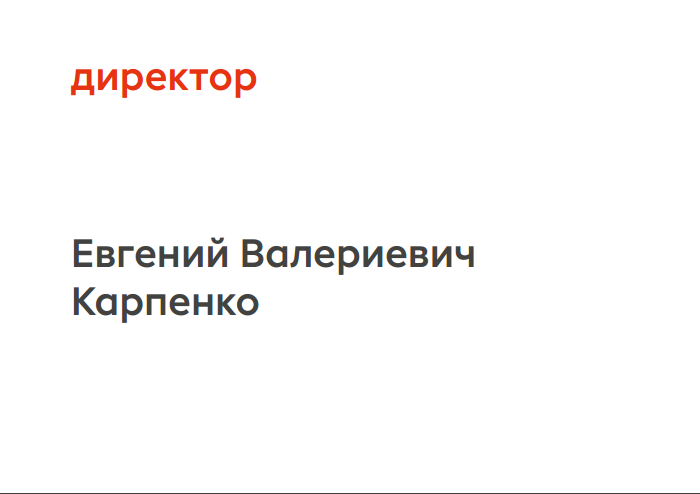 директор
Евгений Валериевич
Карпенко